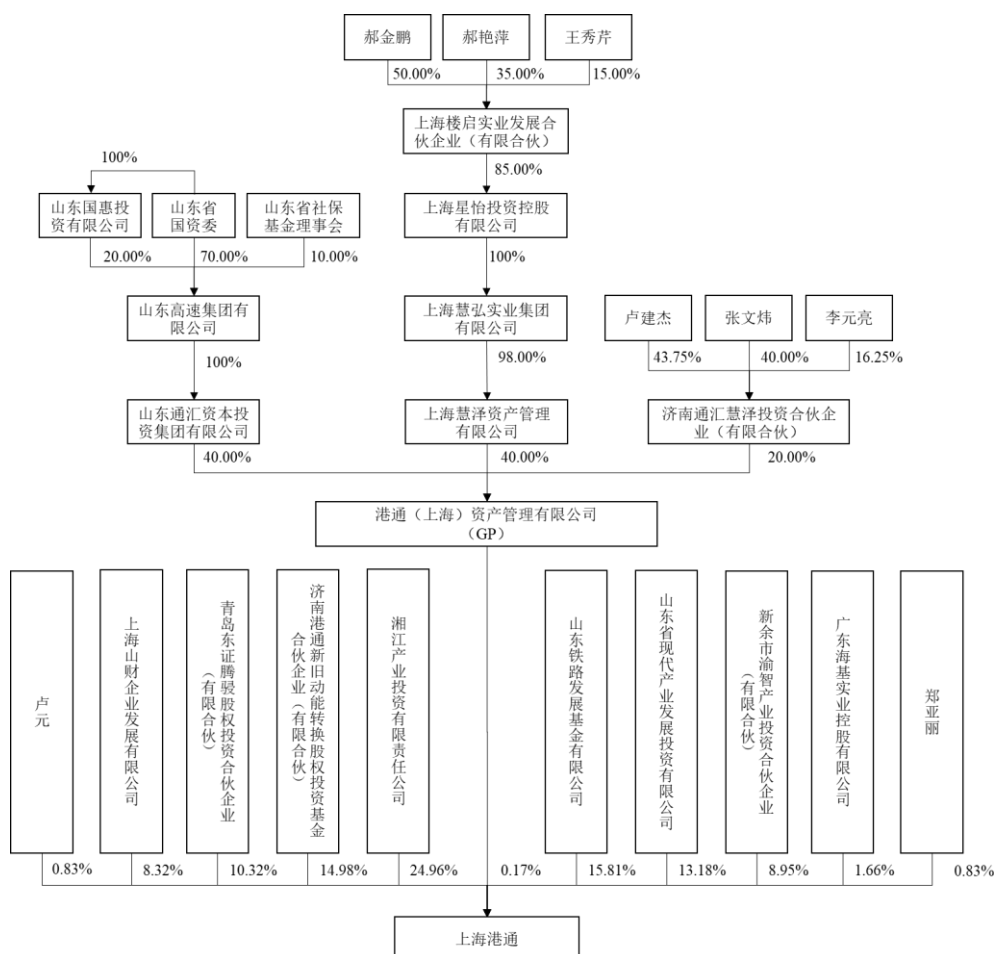 郝金鹏
郝艳萍
王秀芹
50.00%
35.00%
15.00%
上海楼启实业发展合
伙企业（有限合伙）
85.00%
100%
山东国惠投
资有限公司
山东省
国资委
山东省社保
基金理事会
上海星怡投资控股
有限公司
20.00%
70.00%
10.00%
100%
山东高速集团有
限公司
上海慧弘实业集团
有限公司
卢建杰
张文炜
李元亮
100%
98.00%
43.75%
40.00%
16.25%
山东通汇资本投
资集团有限公司
上海慧泽资产管理
有限公司
济南通汇慧泽投资合伙企
业（有限合伙）
40.00%
40.00%
20.00%
港通（上海）资产管理有限公司
（GP）
卢元
上海山财企业发展有限公司
青岛东证腾骎股权投资合伙企业
（有限合伙）
济南港通新旧动能转换股权投资基金
合伙企业（有限合伙）
湘江产业投资有限责任公司
山东铁路发展基金有限公司
山东省现代产业发展投资有限公司
新余市渝智产业投资合伙企业
（有限合伙）
广东海基实业控股有限公司
郑亚丽
0.83%
8.32%
10.32%
14.98%
24.96%
0.17%
15.81%
13.18%
8.95%
1.66%
0.83%
上海港通